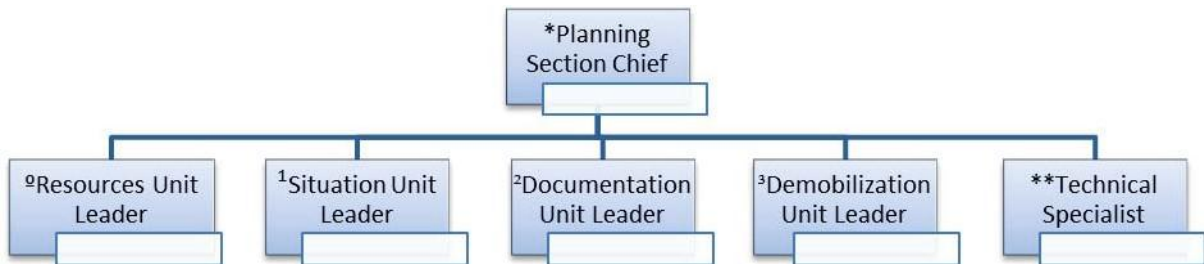 *Planning
Section Chief
ºResources Unit
Leader
¹Situation Unit
Leader
²Documentation
Unit Leader
³Demobilization
Unit Leader
**Technical
Specialist